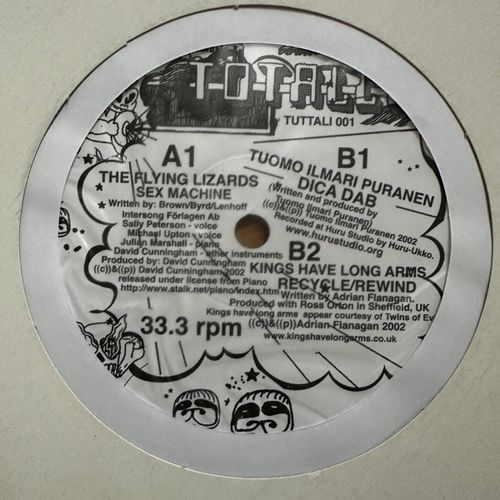 TOTAL
TUTTALI 001
A1
THE FLYING LIZARDS
SEX MACHINE
Written by: Brown/Byrd/Lenhoff
Intersong Förlagen Ab
Sally Peterson - voice
Michael Upton - voice
Julian Marshall - piano
David Cunningham - other instruments
Produced by: David Cunningham
((c)&((p)) David Cunningham 2002
released under license from Piano
http://www.stalk.net/piano/index.htm
33.3 rpm
B1
TUOMO ILMARI PURANEN
DICA DAB
Written and produced by
Tuomo Ilmari Puranen
((c)&((p)) Tuomo Ilmari Puranen 2002
Recorded at Huru Studio by Huru-Ukko.
www.hurustudio.org
B2
KINGS HAVE LONG ARMS
RECYCLE/REWIND
Written by Adrian Flanagan.
Produced with Ross Orton in Sheffield, UK
Kings have long arms appear courtesy of Twins of Ev
((c)&((p))Adrian Flanagan 2002
www.kingshavelongarms.co.uk